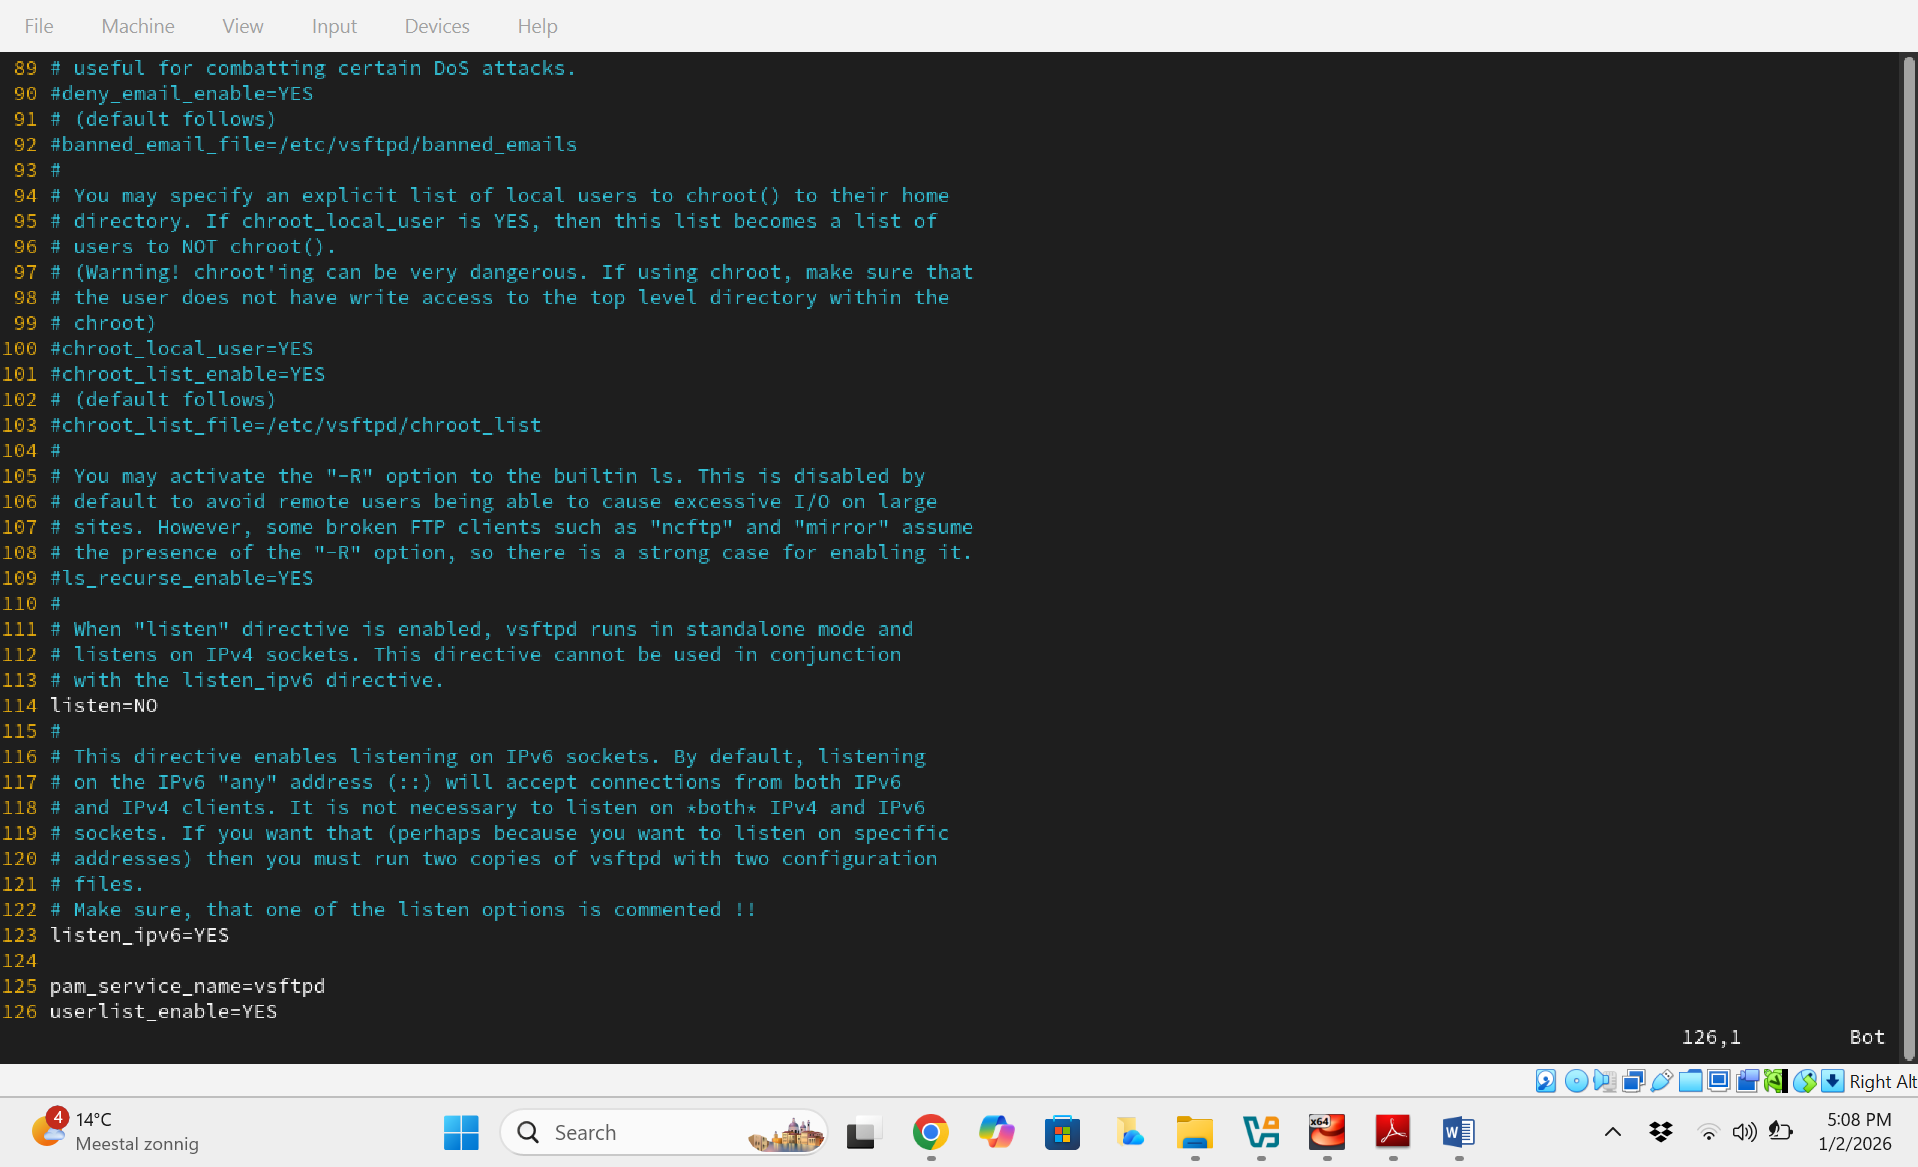 File Machine View Input Devices Help
89 # useful for combatting certain DoS attacks.
90 #deny_email_enable=YES
91 # (default follows)
92 #banned_email_file=/etc/vsftpd/banned_emails
93 #
94 # You may specify an explicit list of local users to chroot() to their home
95 # directory. If chroot_local_user is YES, then this list becomes a list of
96 # users to NOT chroot().
97 # (Warning! chroot'ing can be very dangerous. If using chroot, make sure that
98 # the user does not have write access to the top level directory within the
99 # chroot)
100 #chroot_local_user=YES
101 #chroot_list_enable=YES
102 # (default follows)
103 #chroot_list_file=/etc/vsftpd/chroot_list
104 #
105 # You may activate the "-R" option to the builtin ls. This is disabled by
106 # default to avoid remote users being able to cause excessive I/O on large
107 # sites. However, some broken FTP clients such as "ncftp" and "mirror" assume
108 # the presence of the "-R" option, so there is a strong case for enabling it.
109 #ls_recurse_enable=YES
110 #
111 # When "listen" directive is enabled, vsftpd runs in standalone mode and
112 # listens on IPv4 sockets. This directive cannot be used in conjunction
113 # with the listen_ipv6 directive.
114 listen=NO
115 #
116 # This directive enables listening on IPv6 sockets. By default, listening
117 # on the IPv6 "any" address (::) will accept connections from both IPv6
118 # and IPv4 clients. It is not necessary to listen on *both* IPv4 and IPv6
119 # sockets. If you want that (perhaps because you want to listen on specific
120 # addresses) then you must run two copies of vsftpd with two configuration
121 # files.
122 # Make sure, that one of the listen options is commented !!
123 listen_ipv6=YES
124
125 pam_service_name=vsftpd
126 userlist_enable=YES
126,1 Bot
Right Alt
4 14°C
Meestal zonnig
Search
x64
W
5:08 PM
1/2/2026